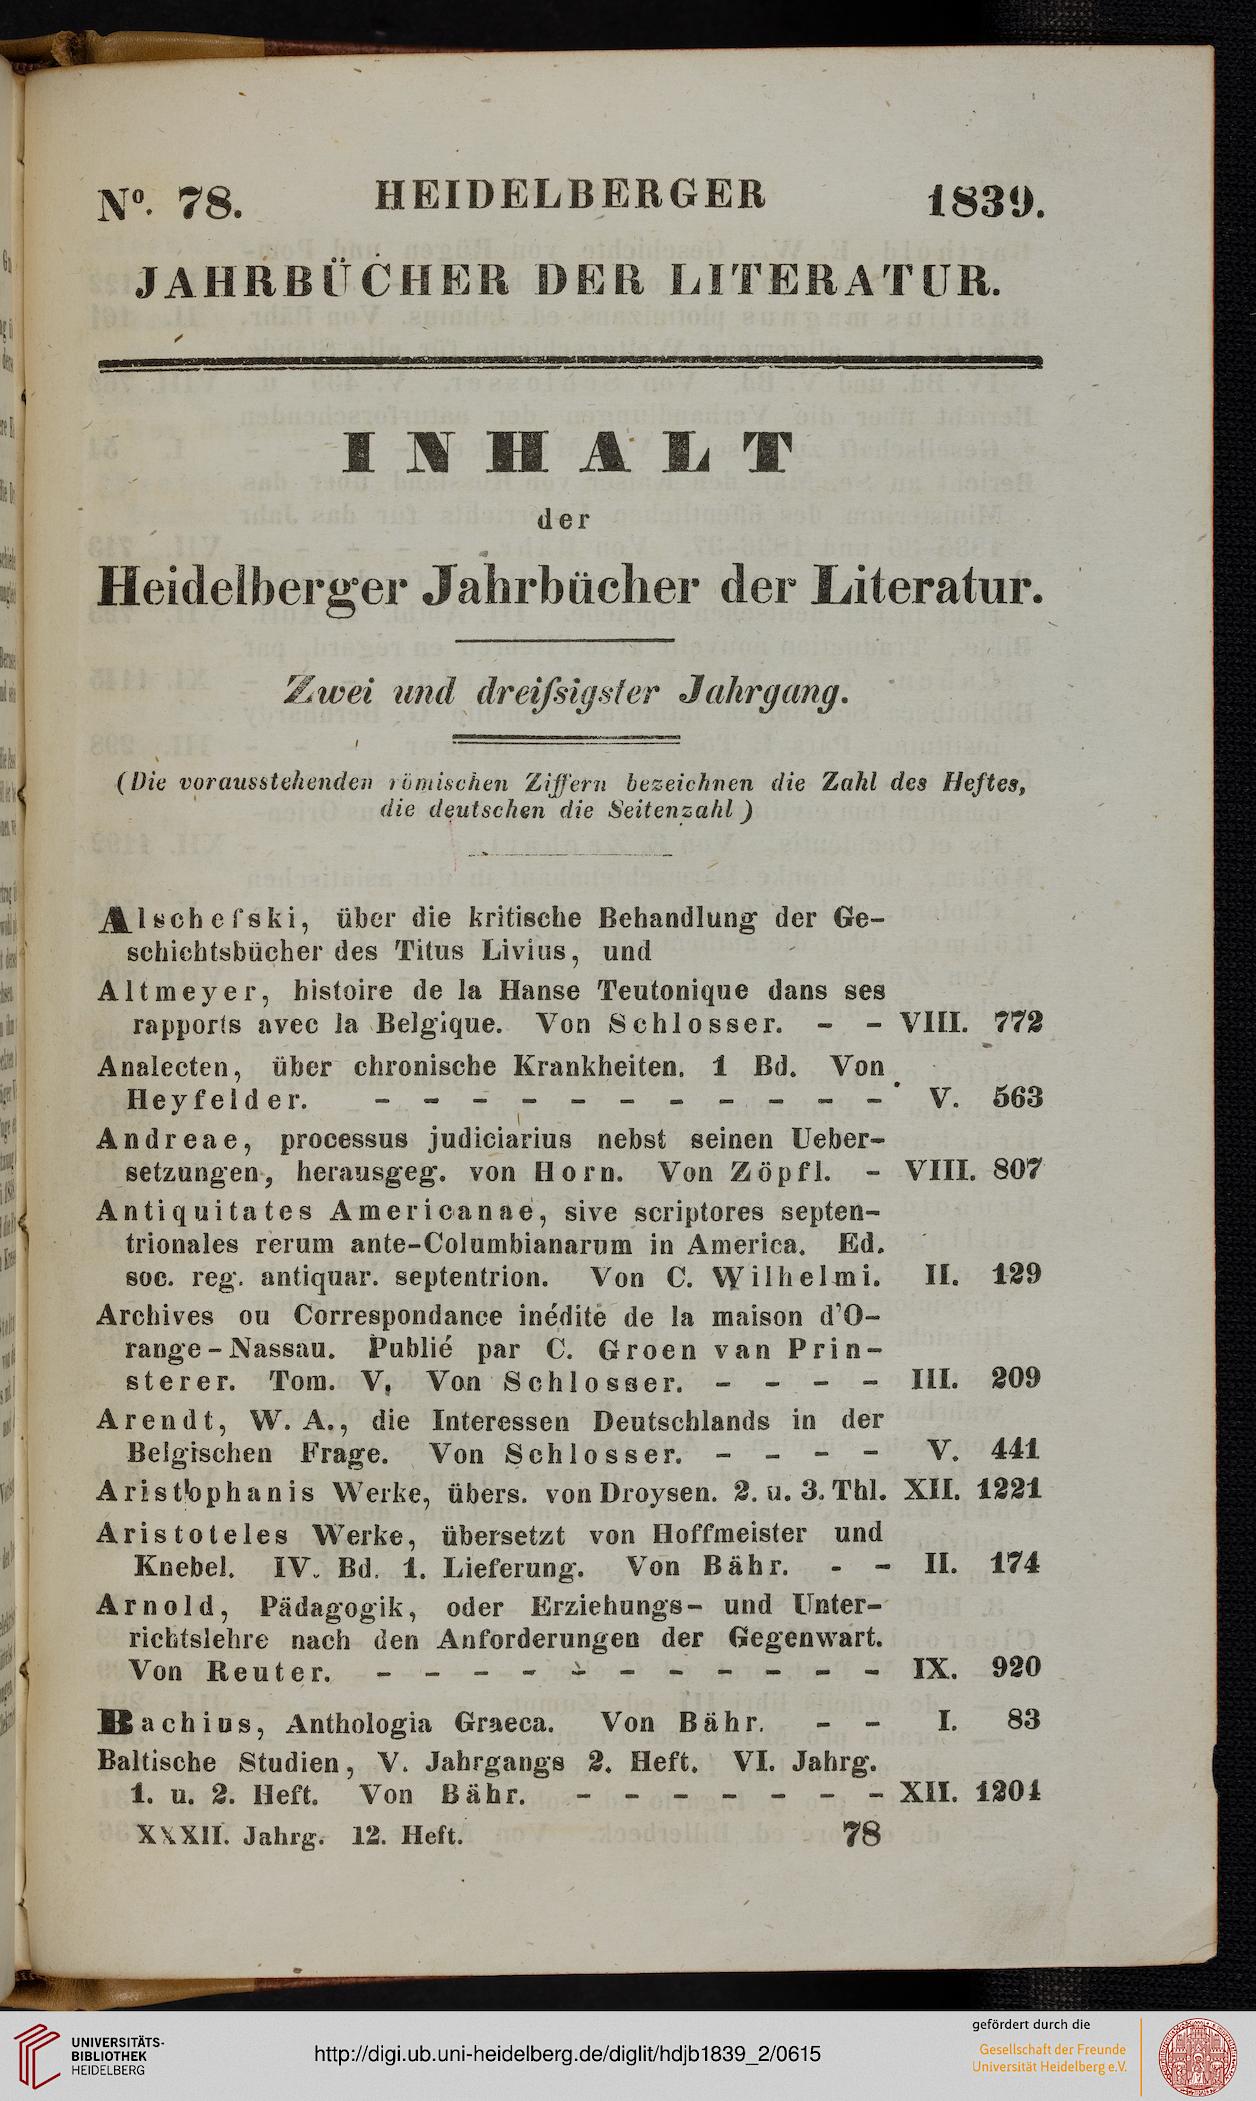 Nº. 78. HEIDELBERGER 1839.
JAHRBÜCHER DER LITERATUR.
INHALT
der
Heidelberger Jahrbücher der Literatur.
Zwei und dreifsigster Jahrgang.
(Die vorausstehenden römischen Ziffern bezeichnen die Zahl des Heftes,
die deutschen die Seitenzahl)
Alschefski, über die kritische Behandlung der Ge-
schichtsbücher des Titus Livius, und
Altmeyer, histoire de la Hanse Teutonique dans ses
rapports avec la Belgique. Von Schlosser. - - VIII. 772
Analecten, über chronische Krankheiten. 1 Bd. Von
Heyfelder. - - - - - - - - - - - V. 563
Andreae, processus judiciarius nebst seinen Ueber-
setzungen, herausgeg. von Horn. Von Zöpfl. - VIII. 807
Antiquitates Americanae, sive scriptores septen-
trionales rerum ante-Columbianarum in America. Ed.
soc. reg. antiquar. septentrion. Von C. Wilhelmi. II. 129
Archives ou Correspondance inédite de la maison d'O-
range-Nassau. Publié par C. Groen van Prin-
sterer. Tom. V, Von Schlosser. - - - - III. 209
Arendt, W. A., die Interessen Deutschlands in der
Belgischen Frage. Von Schlosser. - - - - V. 441
Aristophanis Werke, übers. von Droysen. 2. u. 3. Thl. XII. 1221
Aristoteles Werke, übersetzt von Hoffmeister und
Knebel. IV. Bd. 1. Lieferung. Von Bähr. - - II. 174
Arnold, Pädagogik, oder Erziehungs- und Unter-
richtslehre nach den Anforderungen der Gegenwart.
Von Reuter. - - - - - - - - - - - IX. 920
Bachius, Anthologia Graeca. Von Bähr. - - I. 83
Baltische Studien, V. Jahrgangs 2. Heft. VI. Jahrg.
1. u. 2. Heft. Von Bähr. - - - - - - - XII. 1201
XXXII. Jahrg. 12. Heft. 78
UNIVERSITÄTS-
BIBLIOTHEK
HEIDELBERG
http://digi.ub.uni-heidelberg.de/diglit/hdjb1839_2/0615
gefördert durch die
Gesellschaft der Freunde
Universität Heidelberg e.V.